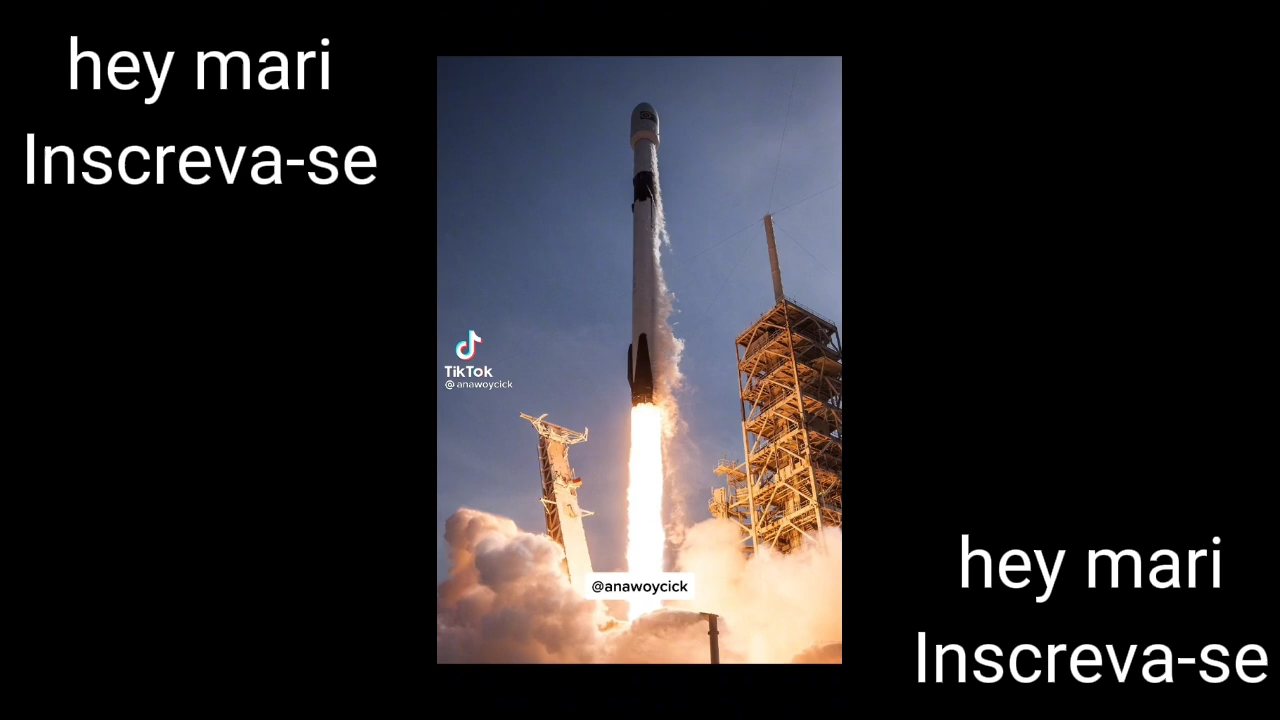 hey mari
Inscreva-se
TikTok
@anawoycick
@anawoycick
hey mari
Inscreva-se